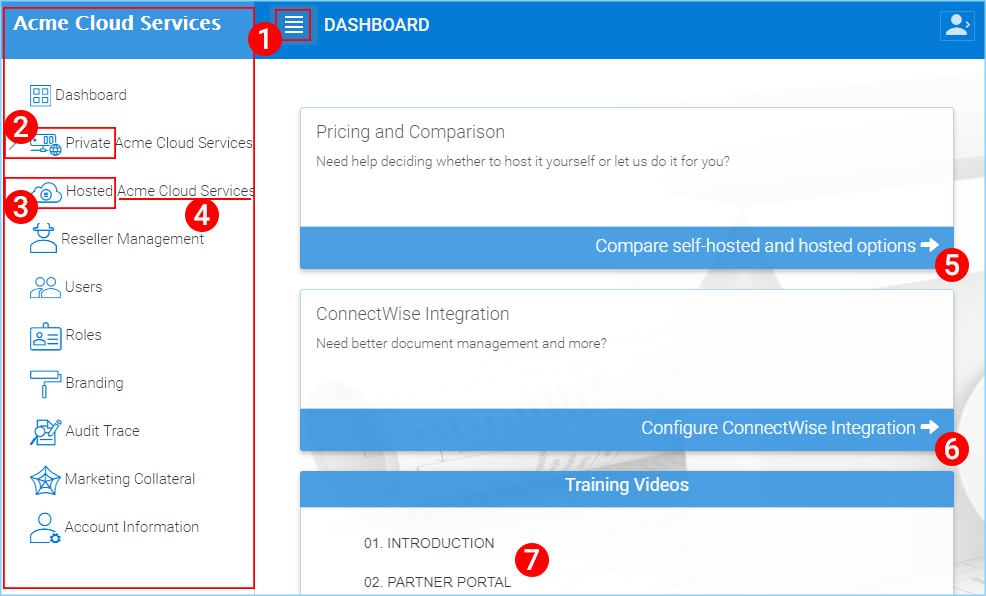 Acme Cloud Services
1
DASHBOARD
Dashboard
2
Private Acme Cloud Services
3
Hosted Acme Cloud Services
4
Reseller Management
Users
Roles
Branding
Audit Trace
Marketing Collateral
Account Information
Pricing and Comparison
Need help deciding whether to host it yourself or let us do it for you?
Compare self-hosted and hosted options
5
ConnectWise Integration
Need better document management and more?
Configure ConnectWise Integration
6
Training Videos
01. INTRODUCTION
7
02. PARTNER PORTAL